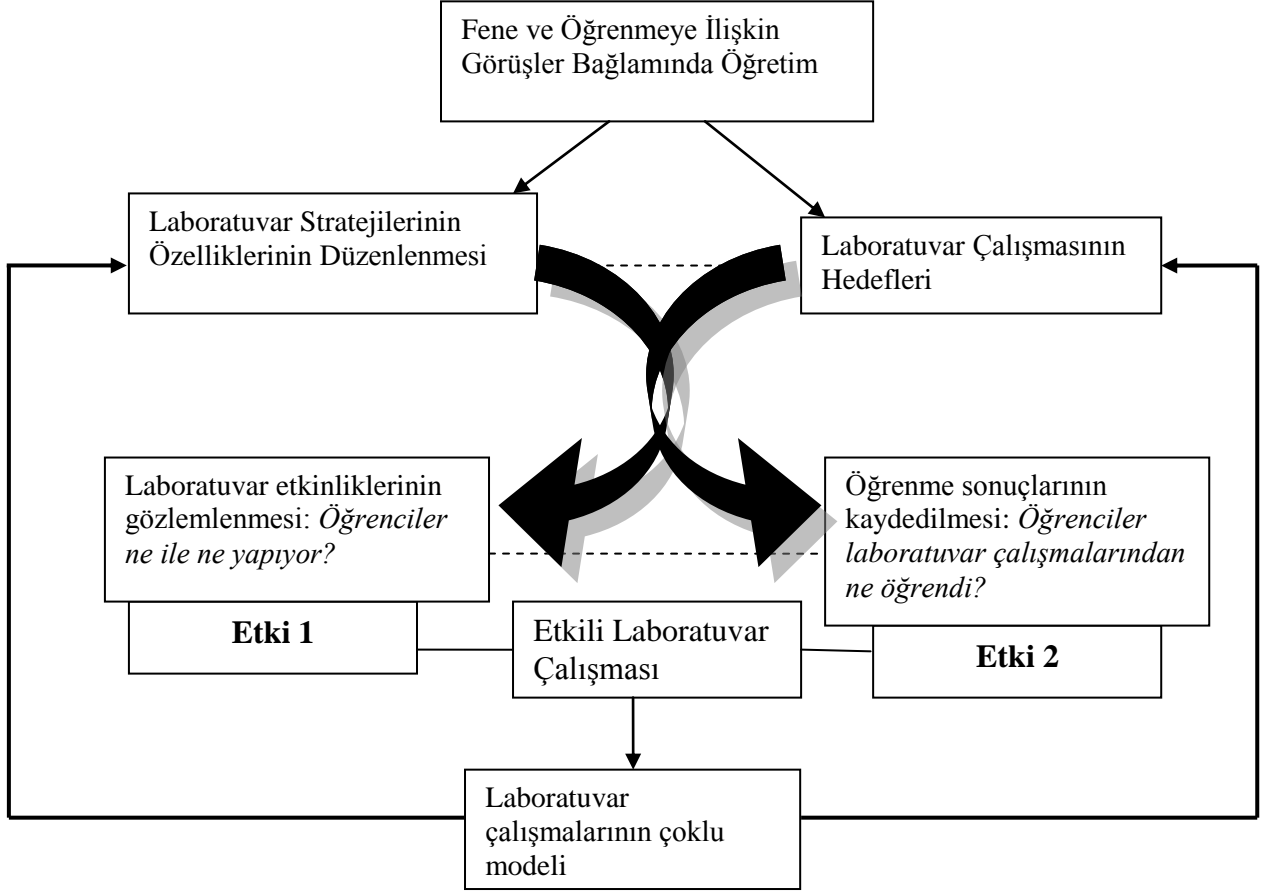 Fene ve Öğrenmeye İlişkin
Görüşler Bağlamında Öğretim
Laboratuvar Stratejilerinin
Özelliklerinin Düzenlenmesi
Laboratuvar Çalışmasının
Hedefleri
Laboratuvar etkinliklerinin
gözlemlenmesi: Öğrenciler
ne ile ne yapıyor?
Öğrenme sonuçlarının
kaydedilmesi: Öğrenciler
laboratuvar çalışmalarından
ne öğrendi?
Etki 1
Etkili Laboratuvar
Çalışması
Etki 2
Laboratuvar
çalışmalarının çoklu
modeli